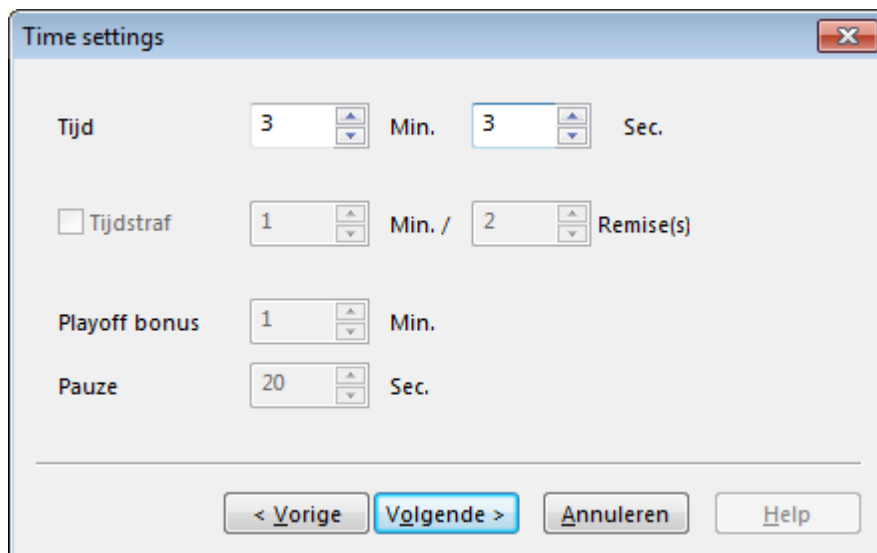 Time settings
Tijd 3 Min. 3 Sec.
Tijdstraf 1 Min. / 2 Remise(s)
Playoff bonus 1 Min.
Pauze 20 Sec.
< Vorige Volgende > Annuleren Help